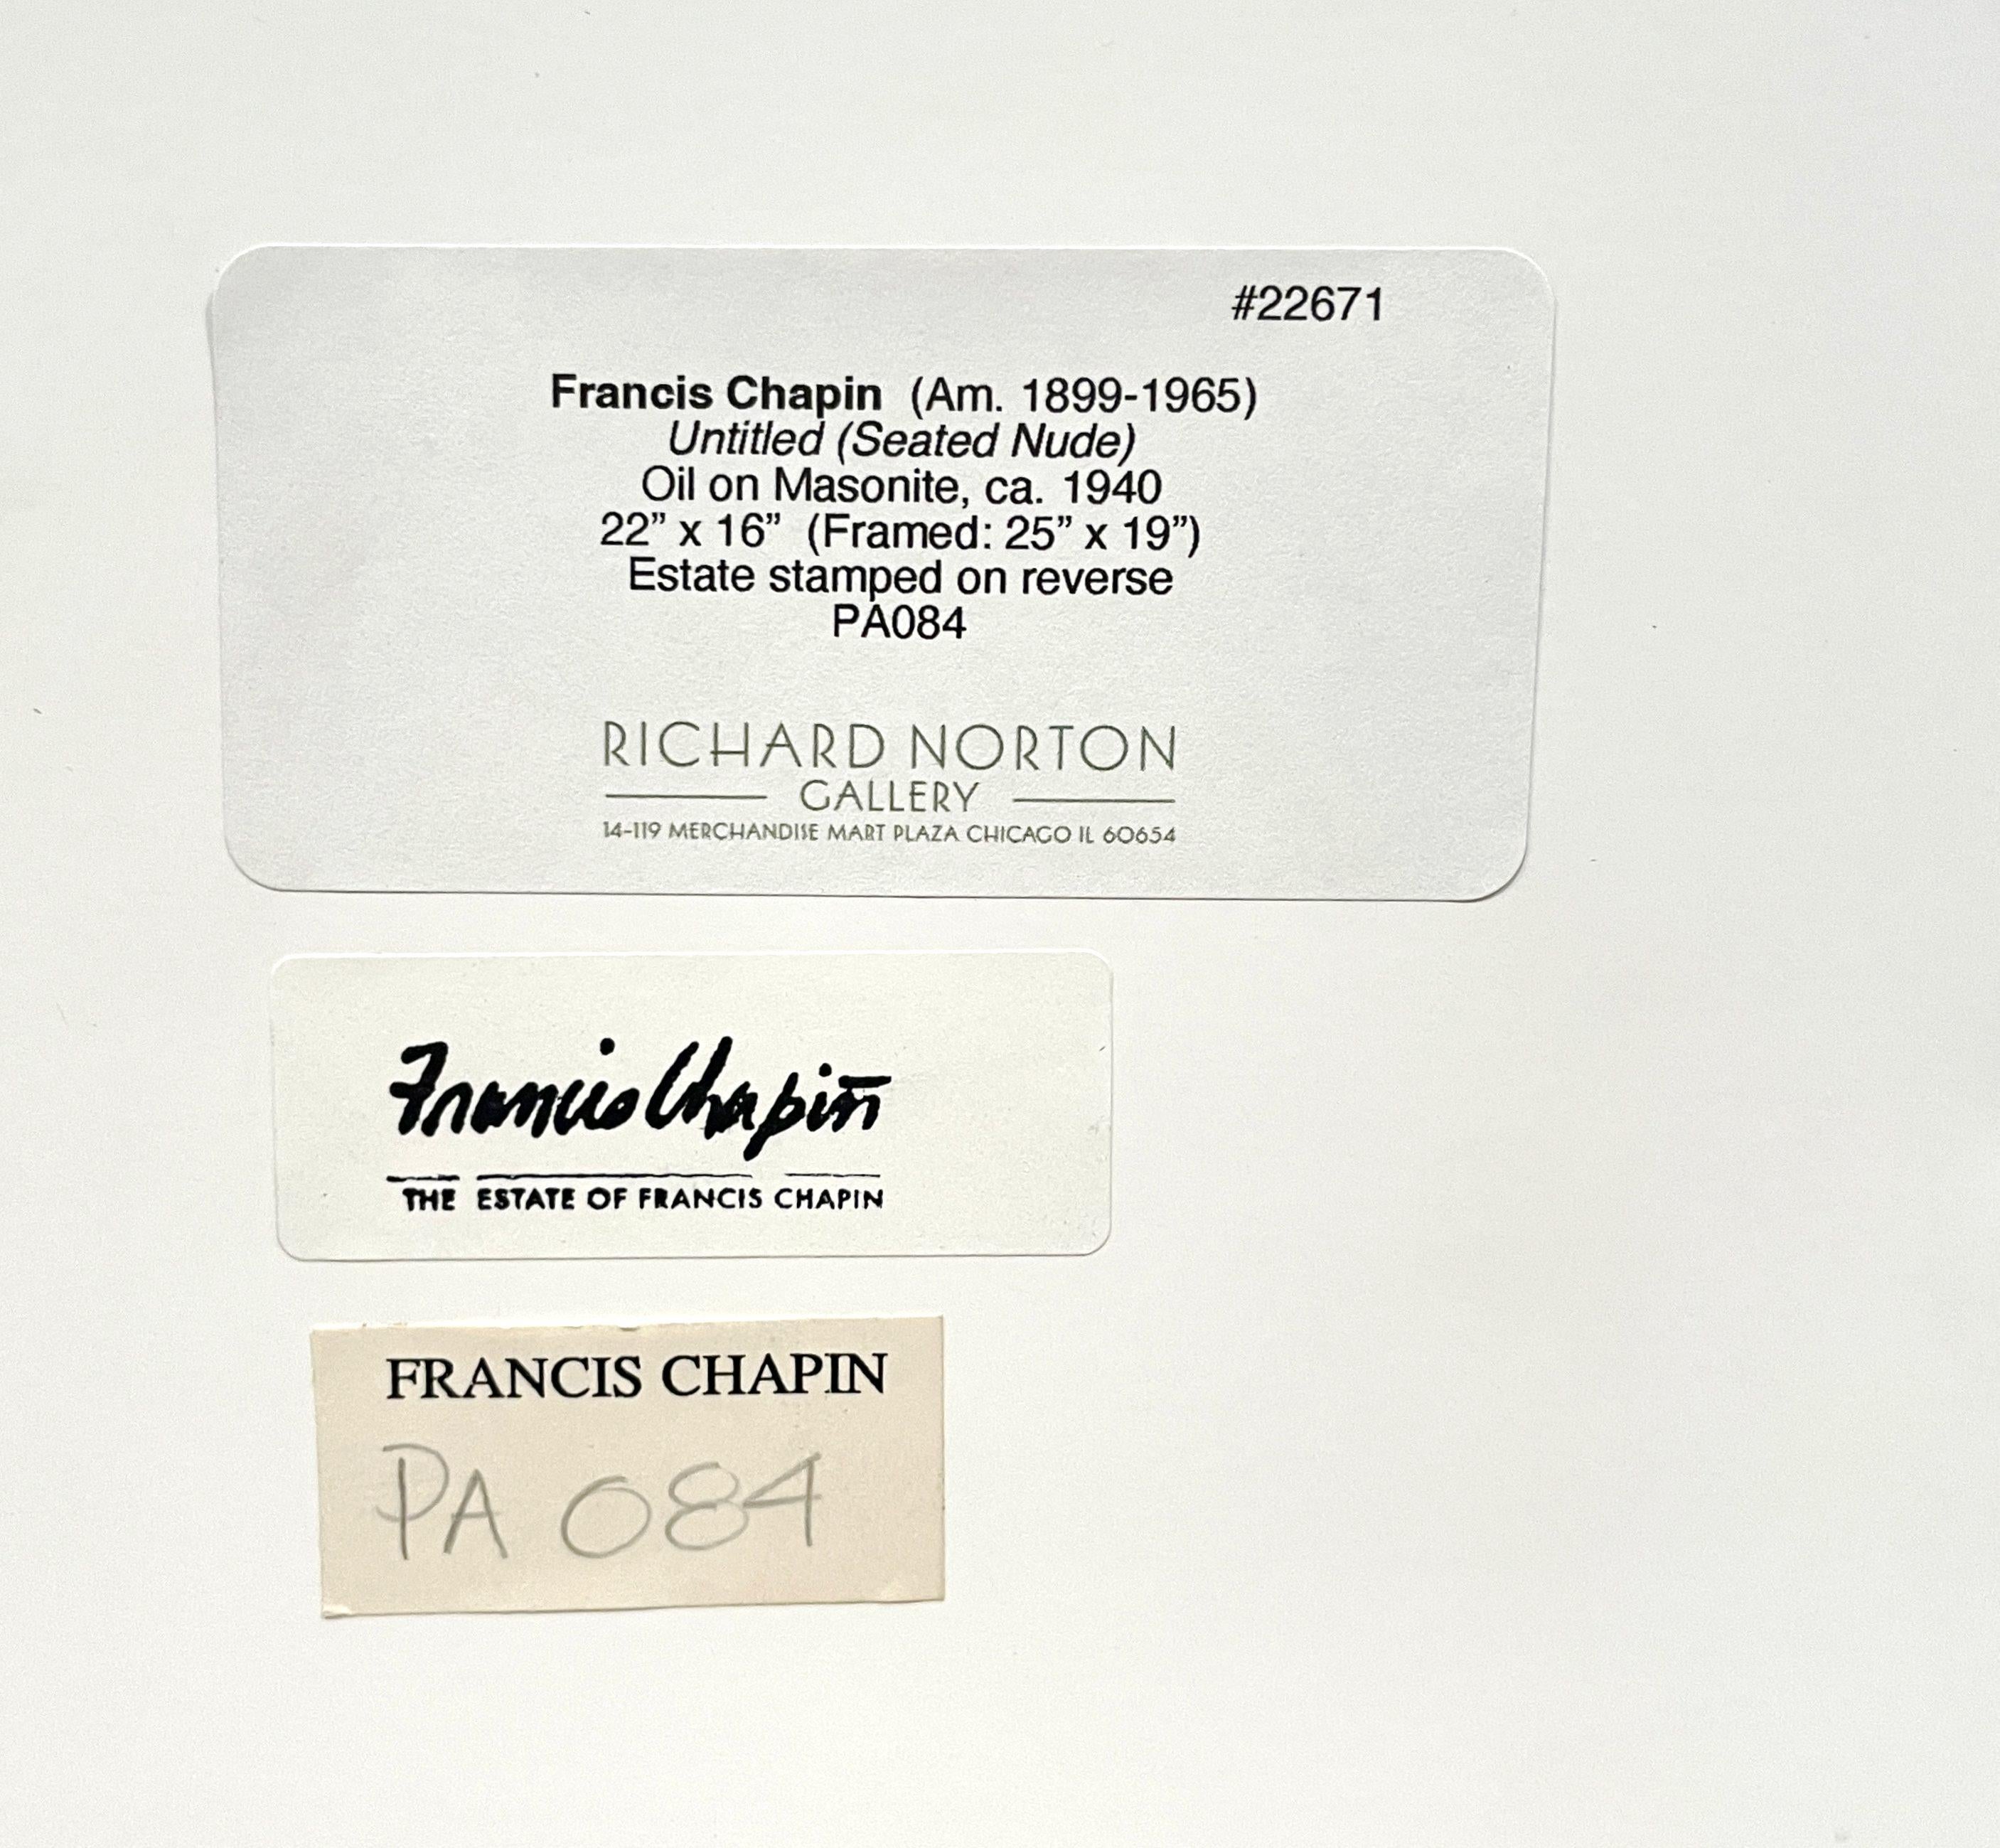 #22671
Francis Chapin (Am. 1899-1965)
Untitled (Seated Nude)
Oil on Masonite, ca. 1940
22” x 16” (Framed: 25” x 19”)
Estate stamped on reverse
PA084
RICHARD NORTON
GALLERY
14-119 MERCHANDISE MART PLAZA CHICAGO IL 60654
Francis Chapin
THE ESTATE OF FRANCIS CHAPIN
FRANCIS CHAPIN
PA 084